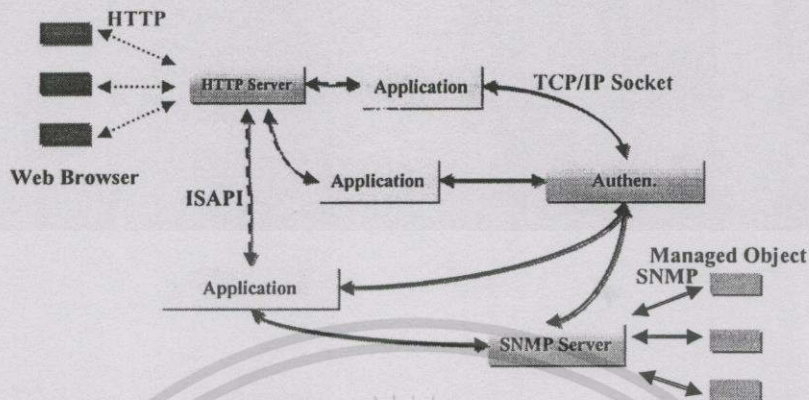 HTTP
HTTP Server
Application
TCP/IP Socket
Web Browser
ISAPI
Application
Authen.
Application
Managed Object
SNMP
SNMP Server